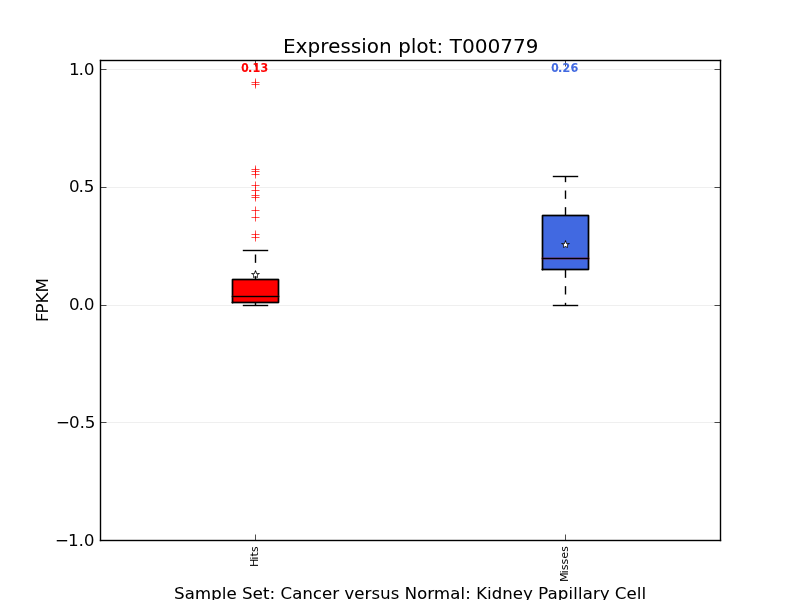 Expression plot: T000779
1.0
0.13
0.26
0.5
0.0
−0.5
−1.0
FPKM
Hits
Misses
Sample Set: Cancer versus Normal: Kidney Papillary Cell